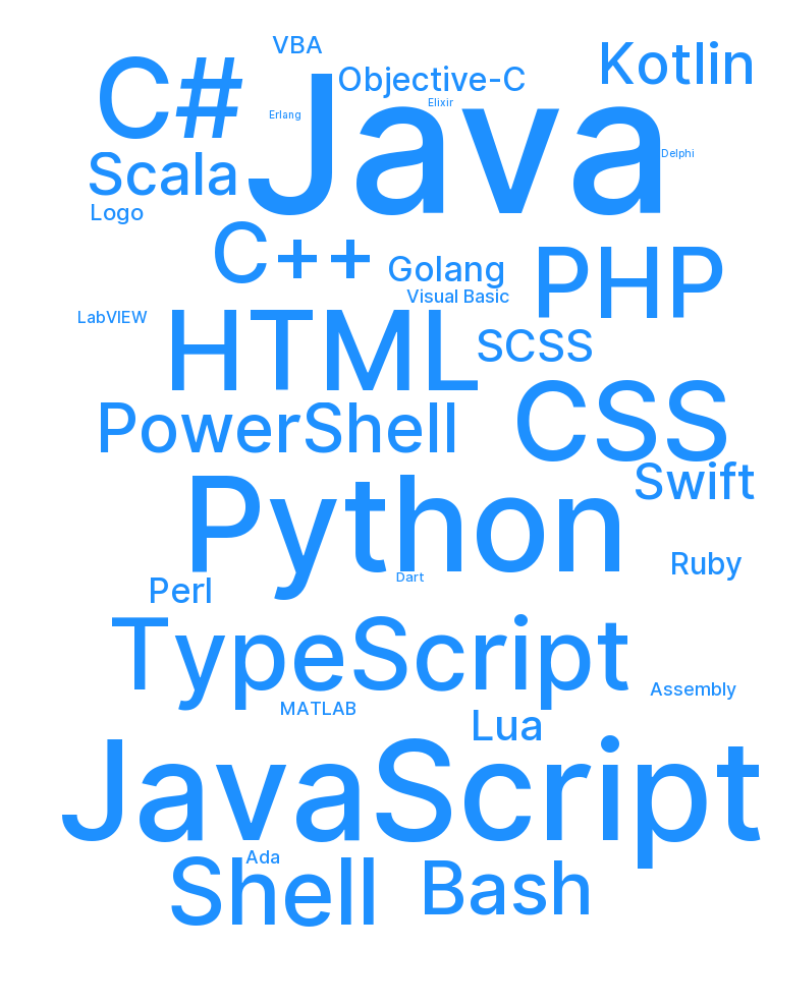 VBA
Kotlin
C#
Objective-C
Java
Elixir
Erlang
Delphi
Scala
Logo
C++
Golang
PHP
Visual Basic
LabVIEW
HTML
SCSS
PowerShell
CSS
Swift
Python
Ruby
Dart
Perl
TypeScript
Assembly
MATLAB
Lua
JavaScript
Ada
Shell
Bash